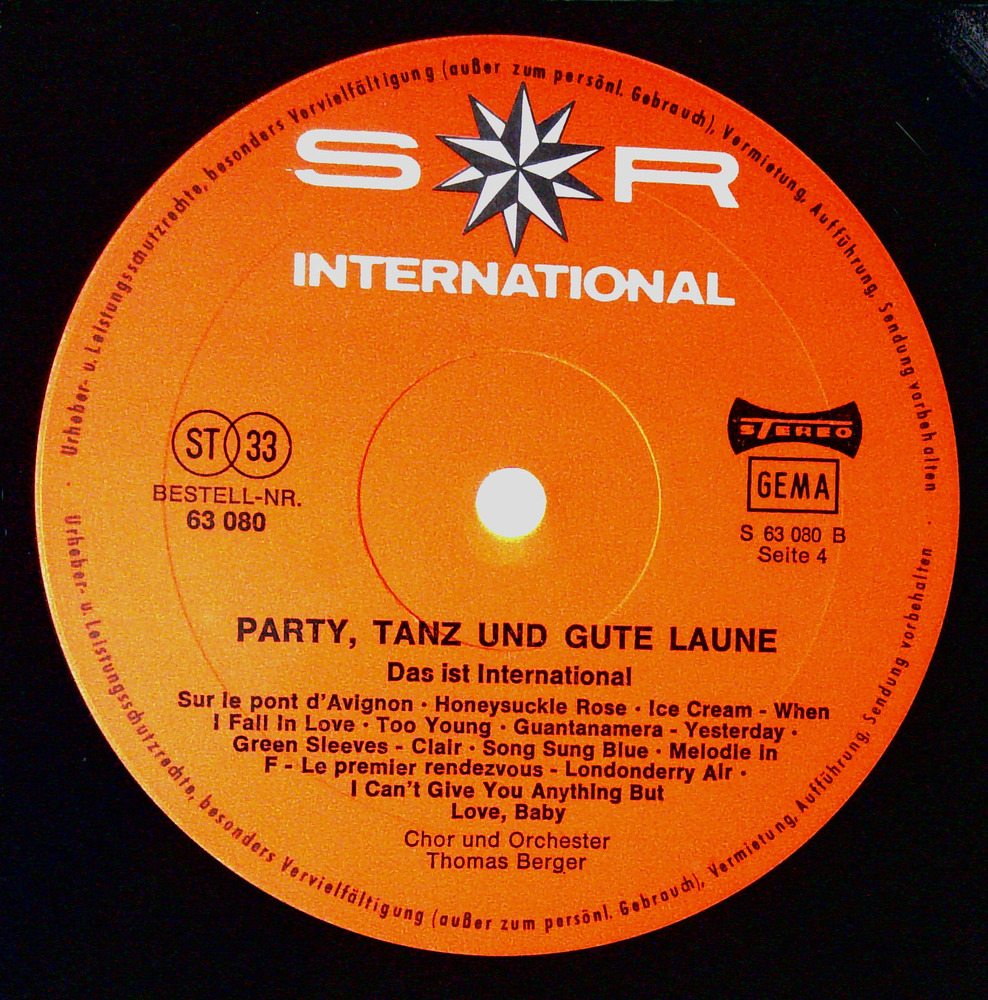 Urheber- u. Leistungsschutzrechte, besonders Vervielfältigung (außer zum persönl. Gebrauch), Vermietung, Aufführung, Sendung vorbehalten
S R
INTERNATIONAL
ST 33
BESTELL-NR.
63 080
STEREO
GEMA
S 63 080 B
Seite 4
PARTY, TANZ UND GUTE LAUNE
Das ist International
Sur le pont d'Avignon · Honeysuckle Rose · Ice Cream - When
I Fall In Love · Too Young · Guantanamera - Yesterday ·
Green Sleeves - Clair · Song Sung Blue · Melodie in
F - Le premier rendezvous - Londonderry Air ·
I Can't Give You Anything But
Love, Baby
Chor und Orchester
Thomas Berger
Urheber- u. Leistungsschutzrechte, besonders Vervielfältigung (außer zum persönl. Gebrauch), Vermietung, Aufführung, Sendung vorbehalten